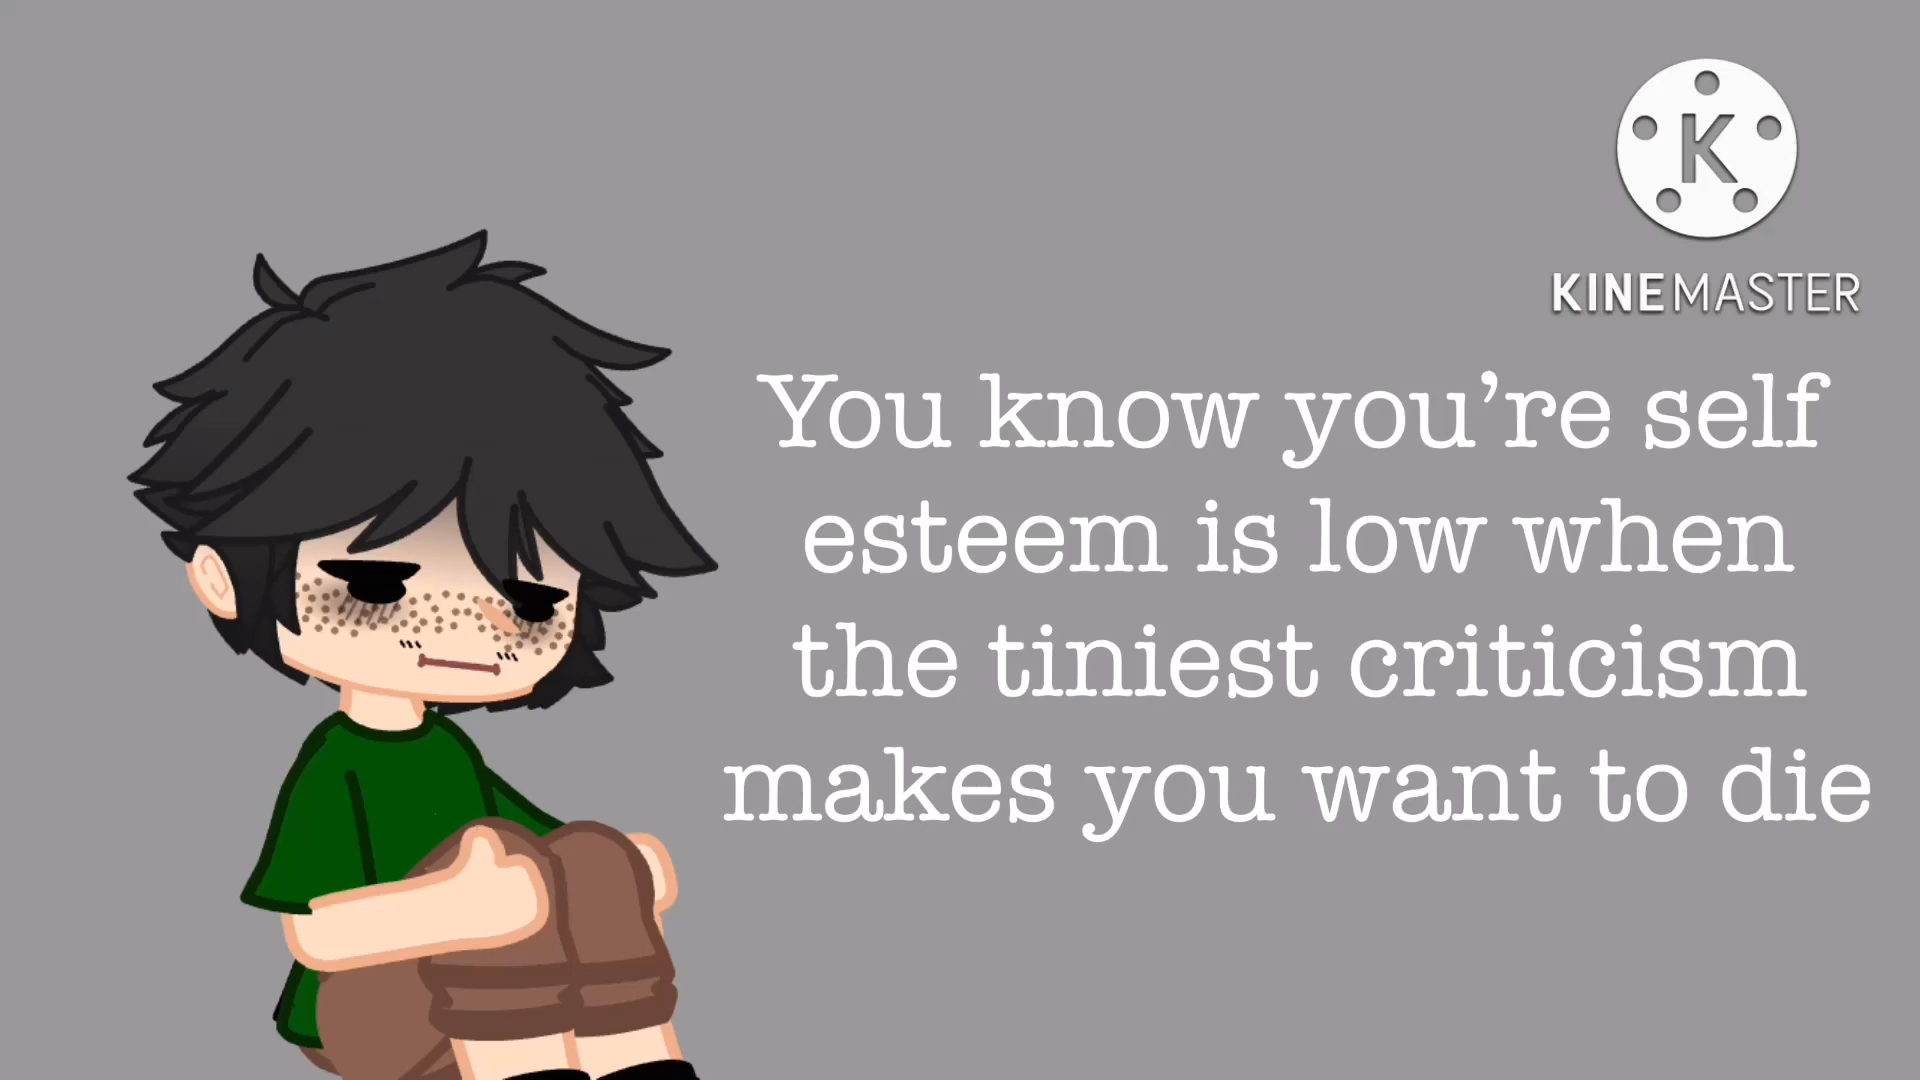 K
KINEMASTER
You know you're self
esteem is low when
the tiniest criticism
makes you want to die